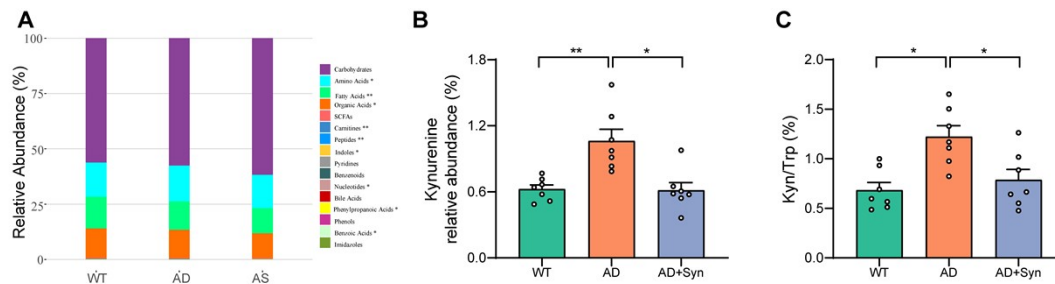 A
Relative Abundance (%)
100
75
50
25
0
WT
AD
AS
Carbohydrates
Amino Acids *
Fatty Acids **
Organic Acids *
SCFAs
Carnitines **
Peptides **
Indoles *
Pyridines
Benzenoids
Nucleotides *
Bile Acids
Phenylpropanoic Acids *
Phenols
Benzoic Acids *
Imidazoles
B
Kynurenine
relative abundance (%)
1.8
1.2
0.6
0.0
**
*
WT
AD
AD+Syn
C
Kyn/Trp (%)
2.0
1.5
1.0
0.5
0.0
*
*
WT
AD
AD+Syn